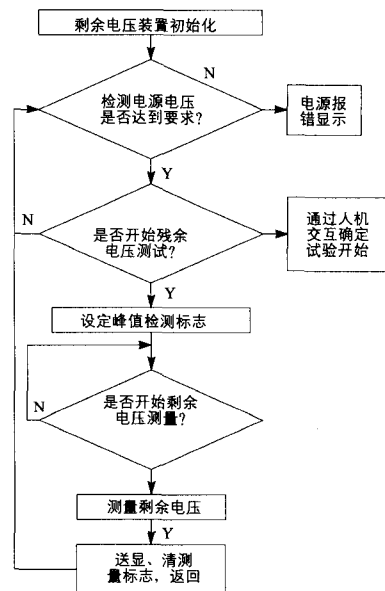 剩余电压装置初始化
N
检测电源电压
是否达到要求?
电源报
错显示
Y
N
是否开始残余
电压测试?
通过人机
交互确定
试验开始
Y
设定峰值检测标志
N
是否开始剩余
电压测量?
测量剩余电压
Y
送显、清测
量标志，返回